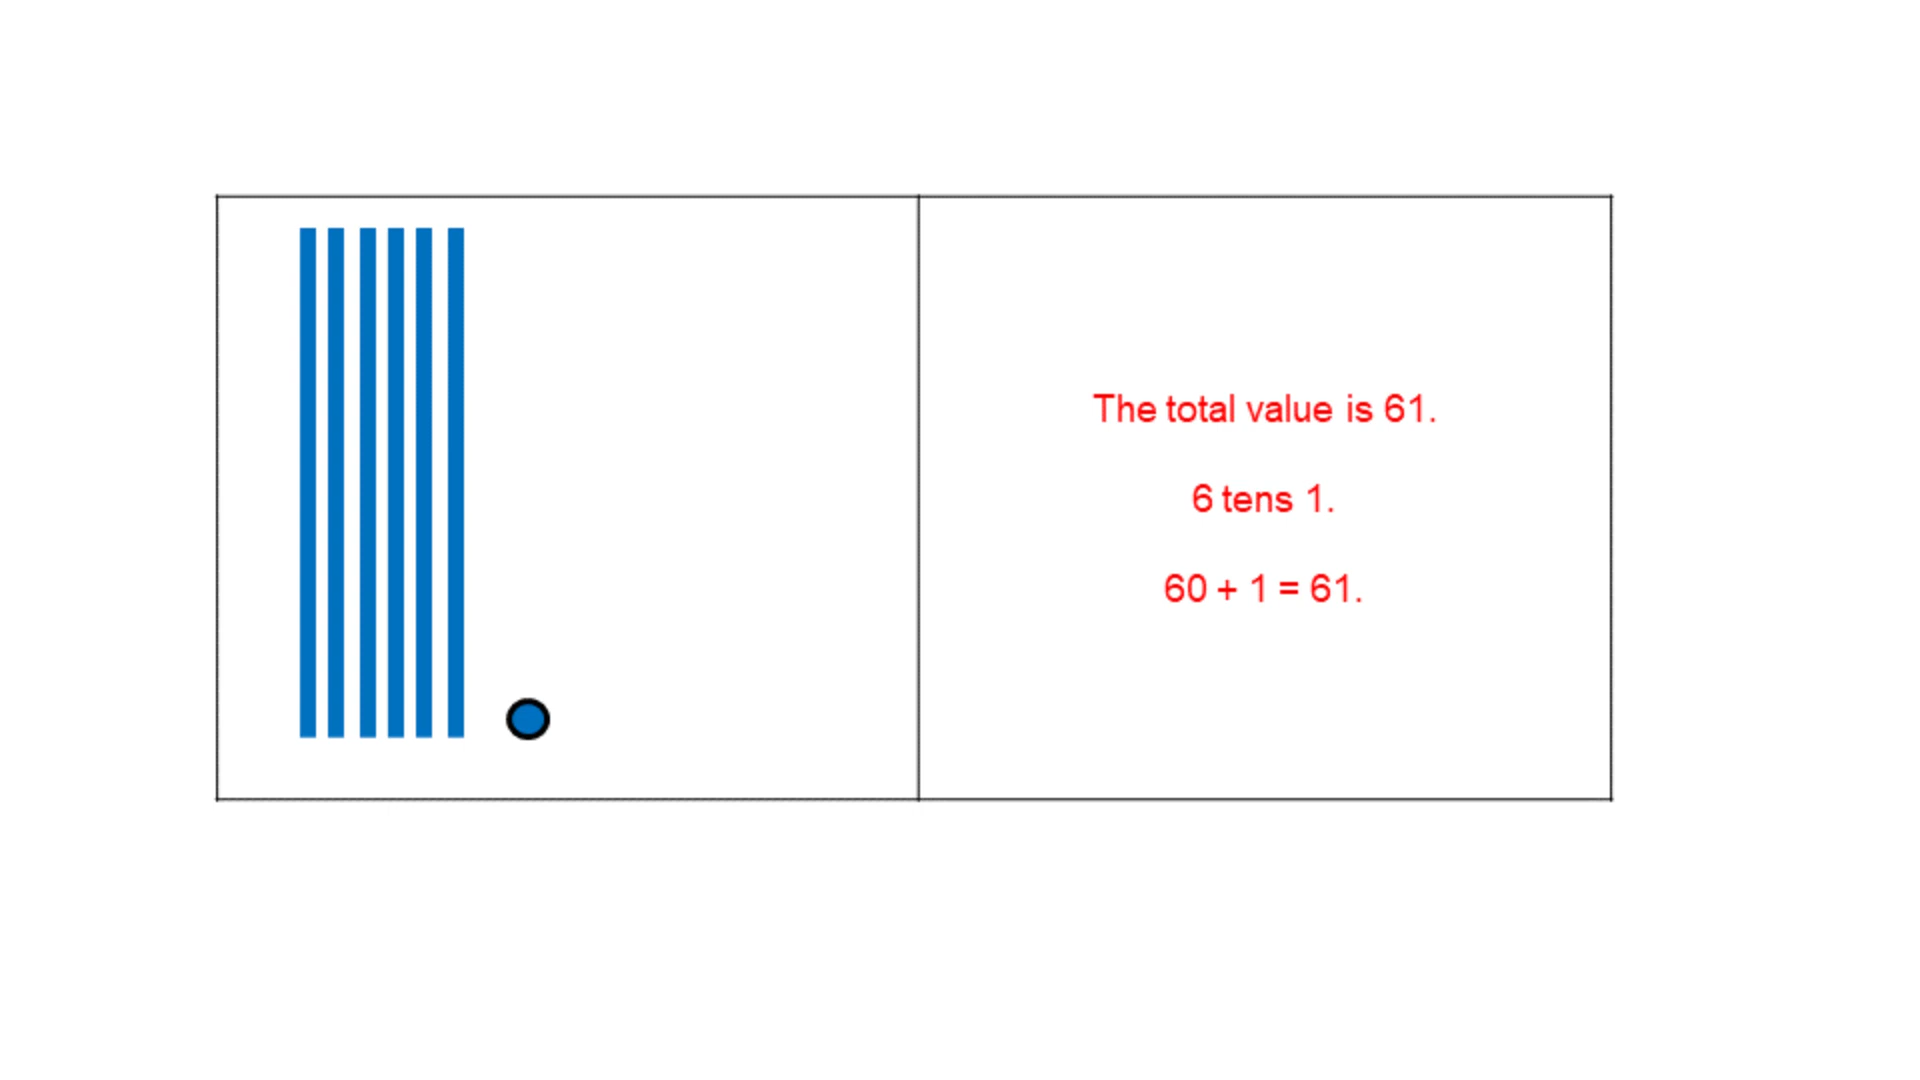 The total value is 61.
6 tens 1.
60 + 1 = 61.